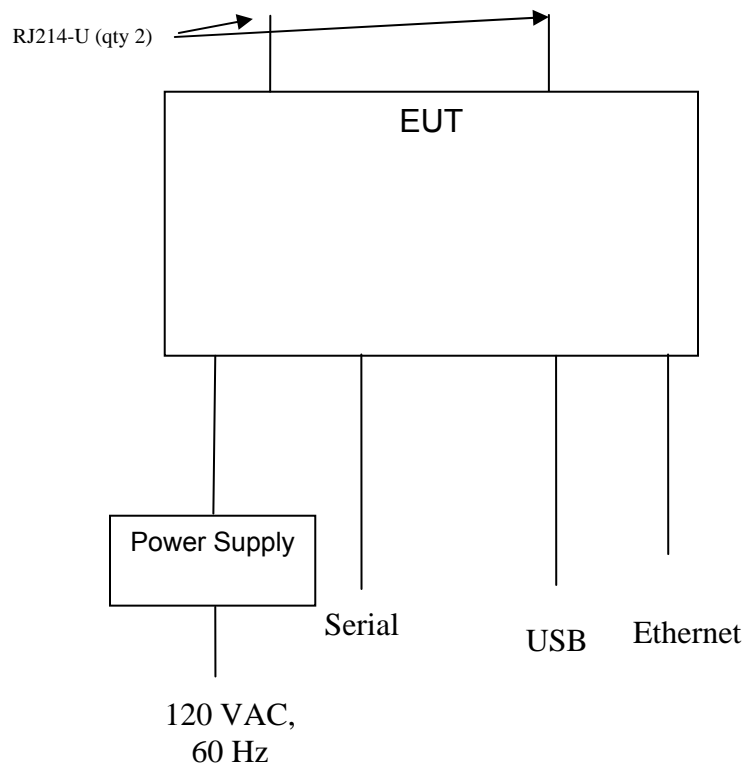 RJ214-U (qty 2)
EUT
Power Supply
Serial
USB
Ethernet
120 VAC,
60 Hz